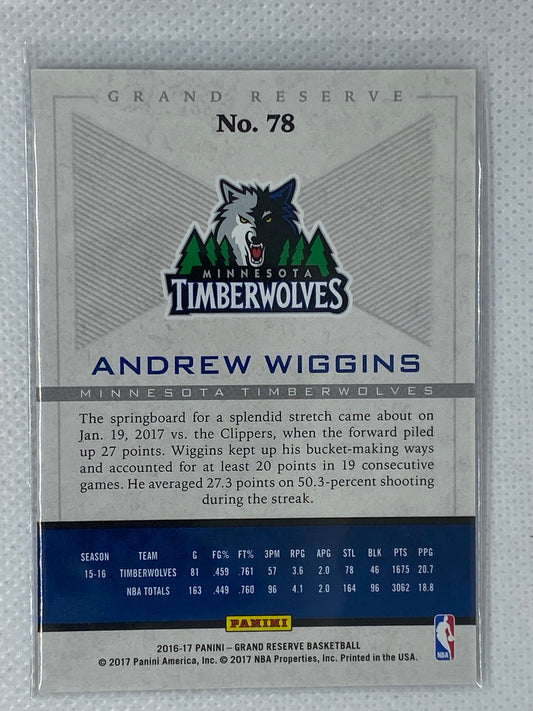 GRAND RESERVE
No. 78
MINNESOTA
TIMBERWOLVES
ANDREW WIGGINS
MINNESOTA TIMBERWOLVES
The springboard for a splendid stretch came about on
Jan. 19, 2017 vs. the Clippers, when the forward piled
up 27 points. Wiggins kept up his bucket-making ways
and accounted for at least 20 points in 19 consecutive
games. He averaged 27.3 points on 50.3-percent shooting
during the streak.
SEASON TEAM G FG% FT% 3PM RPG APG STL BLK PTS PPG
15-16 TIMBERWOLVES 81 .459 .761 57 3.6 2.0 78 46 1675 20.7
NBA TOTALS 163 .449 .760 96 4.1 2.0 164 96 3062 18.8
PANINI
2016-17 PANINI – GRAND RESERVE BASKETBALL
© 2017 Panini America, Inc. © 2017 NBA Properties, Inc. Printed in the USA.
NBA